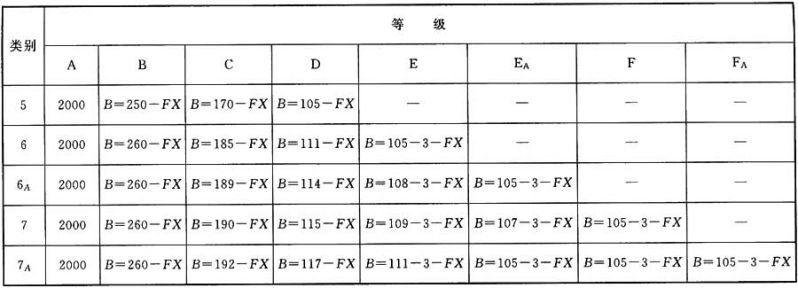 类别 等 级
A B C D E E_A F F_A
5 2000 B=250-FX B=170-FX B=105-FX — — — —
6 2000 B=260-FX B=185-FX B=111-FX B=105-3-FX — — —
6_A 2000 B=260-FX B=189-FX B=114-FX B=108-3-FX B=105-3-FX — —
7 2000 B=260-FX B=190-FX B=115-FX B=109-3-FX B=107-3-FX B=105-3-FX —
7_A 2000 B=260-FX B=192-FX B=117-FX B=111-3-FX B=105-3-FX B=105-3-FX B=105-3-FX